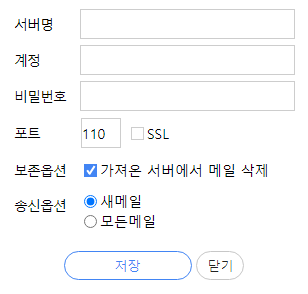 서버명
계정
비밀번호
포트 110 SSL
보존옵션 가져온 서버에서 메일 삭제
송신옵션 새메일
모든메일
저장 닫기